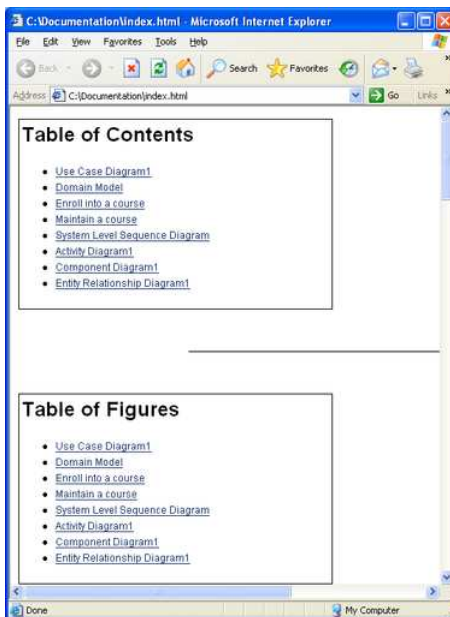 C:\Documentation\index.html - Microsoft Internet Explorer
File Edit View Favorites Tools Help
Back Search Favorites
Address C:\Documentation\index.html Go Links
Table of Contents
Use Case Diagram1
Domain Model
Enroll into a course
Maintain a course
System Level Sequence Diagram
Activity Diagram1
Component Diagram1
Entity Relationship Diagram1
Table of Figures
Use Case Diagram1
Domain Model
Enroll into a course
Maintain a course
System Level Sequence Diagram
Activity Diagram1
Component Diagram1
Entity Relationship Diagram1
Done My Computer